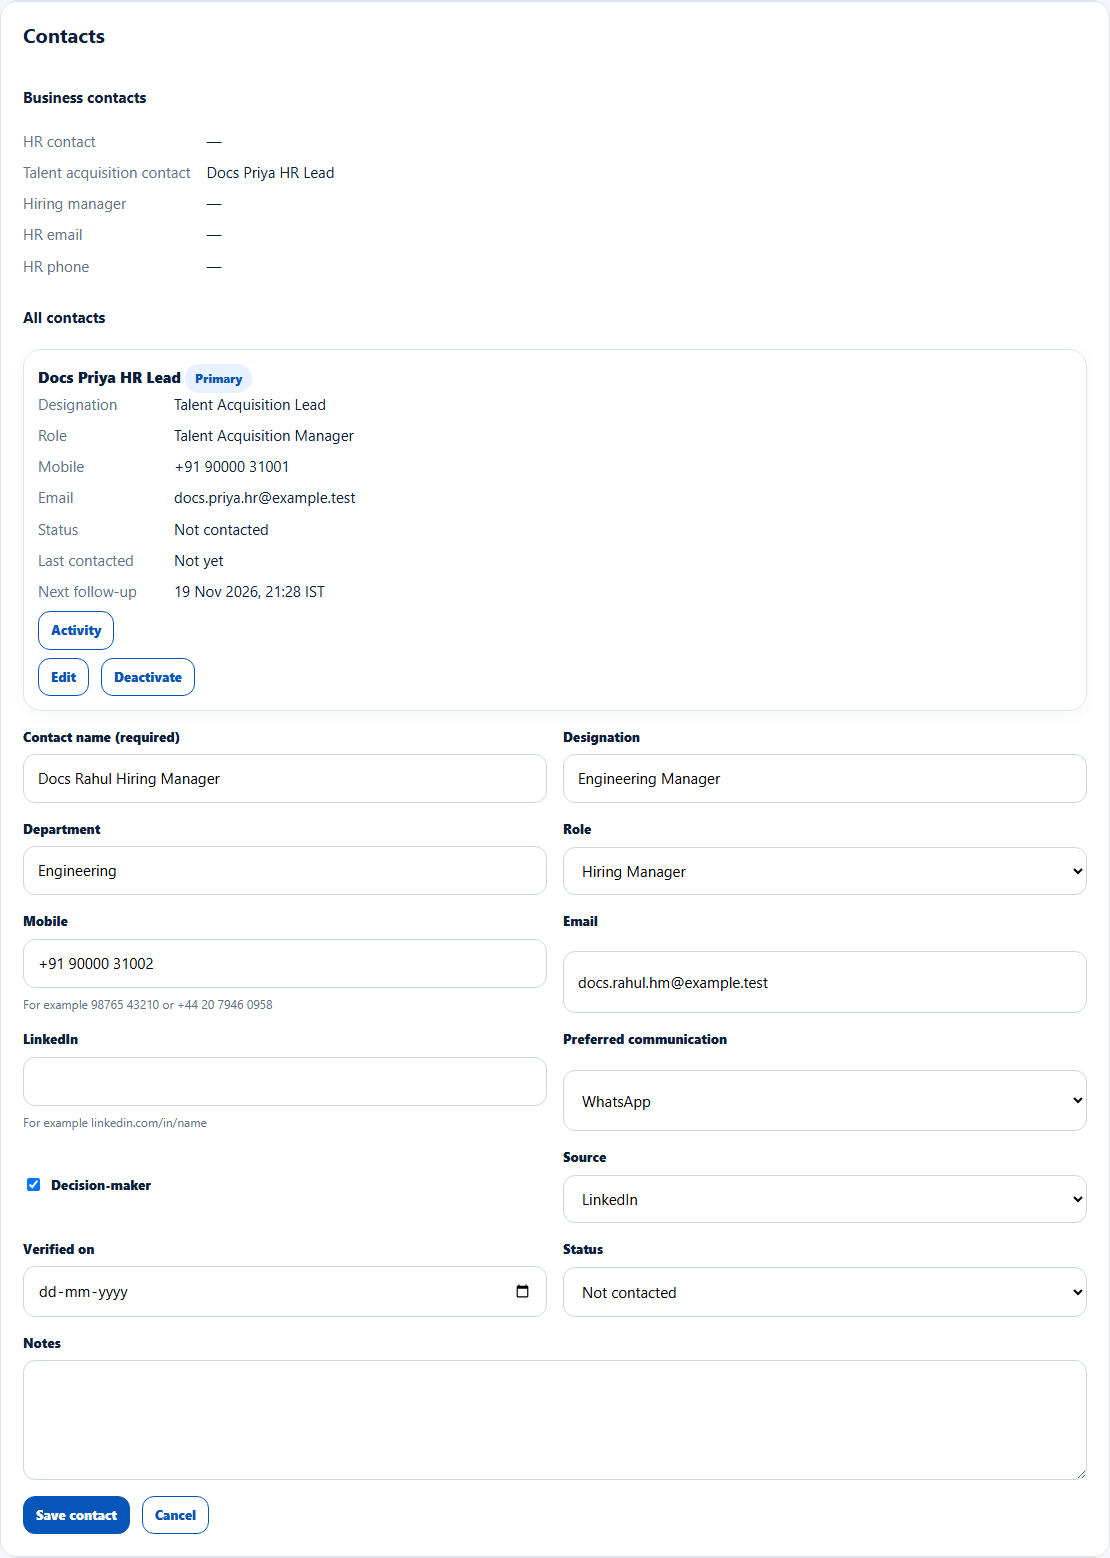 Contacts
Business contacts
HR contact —
Talent acquisition contact Docs Priya HR Lead
Hiring manager —
HR email —
HR phone —
All contacts
Docs Priya HR Lead Primary
Designation Talent Acquisition Lead
Role Talent Acquisition Manager
Mobile +91 90000 31001
Email docs.priya.hr@example.test
Status Not contacted
Last contacted Not yet
Next follow-up 19 Nov 2026, 21:28 IST
Activity
Edit Deactivate
Contact name (required) Designation
Docs Rahul Hiring Manager Engineering Manager
Department Role
Engineering Hiring Manager
Mobile Email
+91 90000 31002 docs.rahul.hm@example.test
For example 98765 43210 or +44 20 7946 0958
LinkedIn Preferred communication
WhatsApp
For example linkedin.com/in/name
Source
Decision-maker
LinkedIn
Verified on Status
dd-mm-yyyy Not contacted
Notes
Save contact Cancel